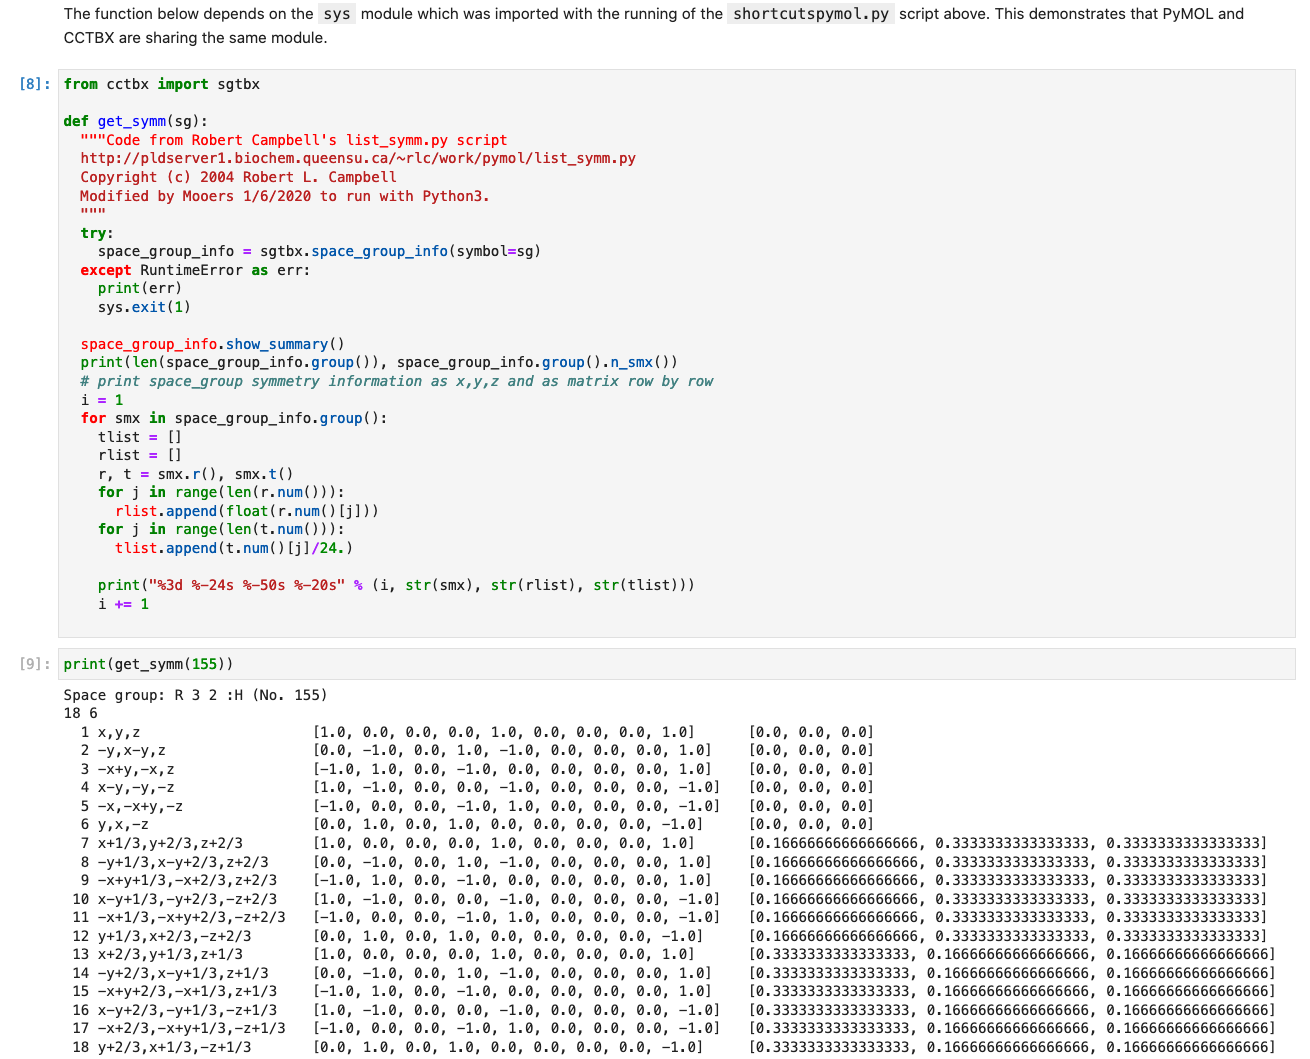 The function below depends on the sys module which was imported with the running of the shortcutspymol.py script above. This demonstrates that PyMOL and
CCTBX are sharing the same module.
[8]: from cctbx import sgtbx
def get_symm(sg):
"""Code from Robert Campbell's list_symm.py script
http://pldserver1.biochem.queensu.ca/~rlc/work/pymol/list_symm.py
Copyright (c) 2004 Robert L. Campbell
Modified by Mooers 1/6/2020 to run with Python3.
"""
try:
space_group_info = sgtbx.space_group_info(symbol=sg)
except RuntimeError as err:
print(err)
sys.exit(1)
space_group_info.show_summary()
print(len(space_group_info.group()), space_group_info.group().n_smx())
# print space_group symmetry information as x,y,z and as matrix row by row
i = 1
for smx in space_group_info.group():
tlist = []
rlist = []
r, t = smx.r(), smx.t()
for j in range(len(r.num())):
rlist.append(float(r.num()[j]))
for j in range(len(t.num())):
tlist.append(t.num()[j]/24.)
print("%3d %-24s %-50s %-20s" % (i, str(smx), str(rlist), str(tlist)))
i += 1
[9]: print(get_symm(155))
Space group: R 3 2 :H (No. 155)
18 6
1 x,y,z [1.0, 0.0, 0.0, 0.0, 1.0, 0.0, 0.0, 0.0, 1.0] [0.0, 0.0, 0.0]
2 -y,x-y,z [0.0, -1.0, 0.0, 1.0, -1.0, 0.0, 0.0, 0.0, 1.0] [0.0, 0.0, 0.0]
3 -x+y,-x,z [-1.0, 1.0, 0.0, -1.0, 0.0, 0.0, 0.0, 0.0, 1.0] [0.0, 0.0, 0.0]
4 x-y,-y,-z [1.0, -1.0, 0.0, 0.0, -1.0, 0.0, 0.0, 0.0, -1.0] [0.0, 0.0, 0.0]
5 -x,-x+y,-z [-1.0, 0.0, 0.0, -1.0, 1.0, 0.0, 0.0, 0.0, -1.0] [0.0, 0.0, 0.0]
6 y,x,-z [0.0, 1.0, 0.0, 1.0, 0.0, 0.0, 0.0, 0.0, -1.0] [0.0, 0.0, 0.0]
7 x+1/3,y+2/3,z+2/3 [1.0, 0.0, 0.0, 0.0, 1.0, 0.0, 0.0, 0.0, 1.0] [0.16666666666666666, 0.3333333333333333, 0.3333333333333333]
8 -y+1/3,x-y+2/3,z+2/3 [0.0, -1.0, 0.0, 1.0, -1.0, 0.0, 0.0, 0.0, 1.0] [0.16666666666666666, 0.3333333333333333, 0.3333333333333333]
9 -x+y+1/3,-x+2/3,z+2/3 [-1.0, 1.0, 0.0, -1.0, 0.0, 0.0, 0.0, 0.0, 1.0] [0.16666666666666666, 0.3333333333333333, 0.3333333333333333]
10 x-y+1/3,-y+2/3,-z+2/3 [1.0, -1.0, 0.0, 0.0, -1.0, 0.0, 0.0, 0.0, -1.0] [0.16666666666666666, 0.3333333333333333, 0.3333333333333333]
11 -x+1/3,-x+y+2/3,-z+2/3 [-1.0, 0.0, 0.0, -1.0, 1.0, 0.0, 0.0, 0.0, -1.0] [0.16666666666666666, 0.3333333333333333, 0.3333333333333333]
12 y+1/3,x+2/3,-z+2/3 [0.0, 1.0, 0.0, 1.0, 0.0, 0.0, 0.0, 0.0, -1.0] [0.16666666666666666, 0.3333333333333333, 0.3333333333333333]
13 x+2/3,y+1/3,z+1/3 [1.0, 0.0, 0.0, 0.0, 1.0, 0.0, 0.0, 0.0, 1.0] [0.3333333333333333, 0.16666666666666666, 0.16666666666666666]
14 -y+2/3,x-y+1/3,z+1/3 [0.0, -1.0, 0.0, 1.0, -1.0, 0.0, 0.0, 0.0, 1.0] [0.3333333333333333, 0.16666666666666666, 0.16666666666666666]
15 -x+y+2/3,-x+1/3,z+1/3 [-1.0, 1.0, 0.0, -1.0, 0.0, 0.0, 0.0, 0.0, 1.0] [0.3333333333333333, 0.16666666666666666, 0.16666666666666666]
16 x-y+2/3,-y+1/3,-z+1/3 [1.0, -1.0, 0.0, 0.0, -1.0, 0.0, 0.0, 0.0, -1.0] [0.3333333333333333, 0.16666666666666666, 0.16666666666666666]
17 -x+2/3,-x+y+1/3,-z+1/3 [-1.0, 0.0, 0.0, -1.0, 1.0, 0.0, 0.0, 0.0, -1.0] [0.3333333333333333, 0.16666666666666666, 0.16666666666666666]
18 y+2/3,x+1/3,-z+1/3 [0.0, 1.0, 0.0, 1.0, 0.0, 0.0, 0.0, 0.0, -1.0] [0.3333333333333333, 0.16666666666666666, 0.16666666666666666]